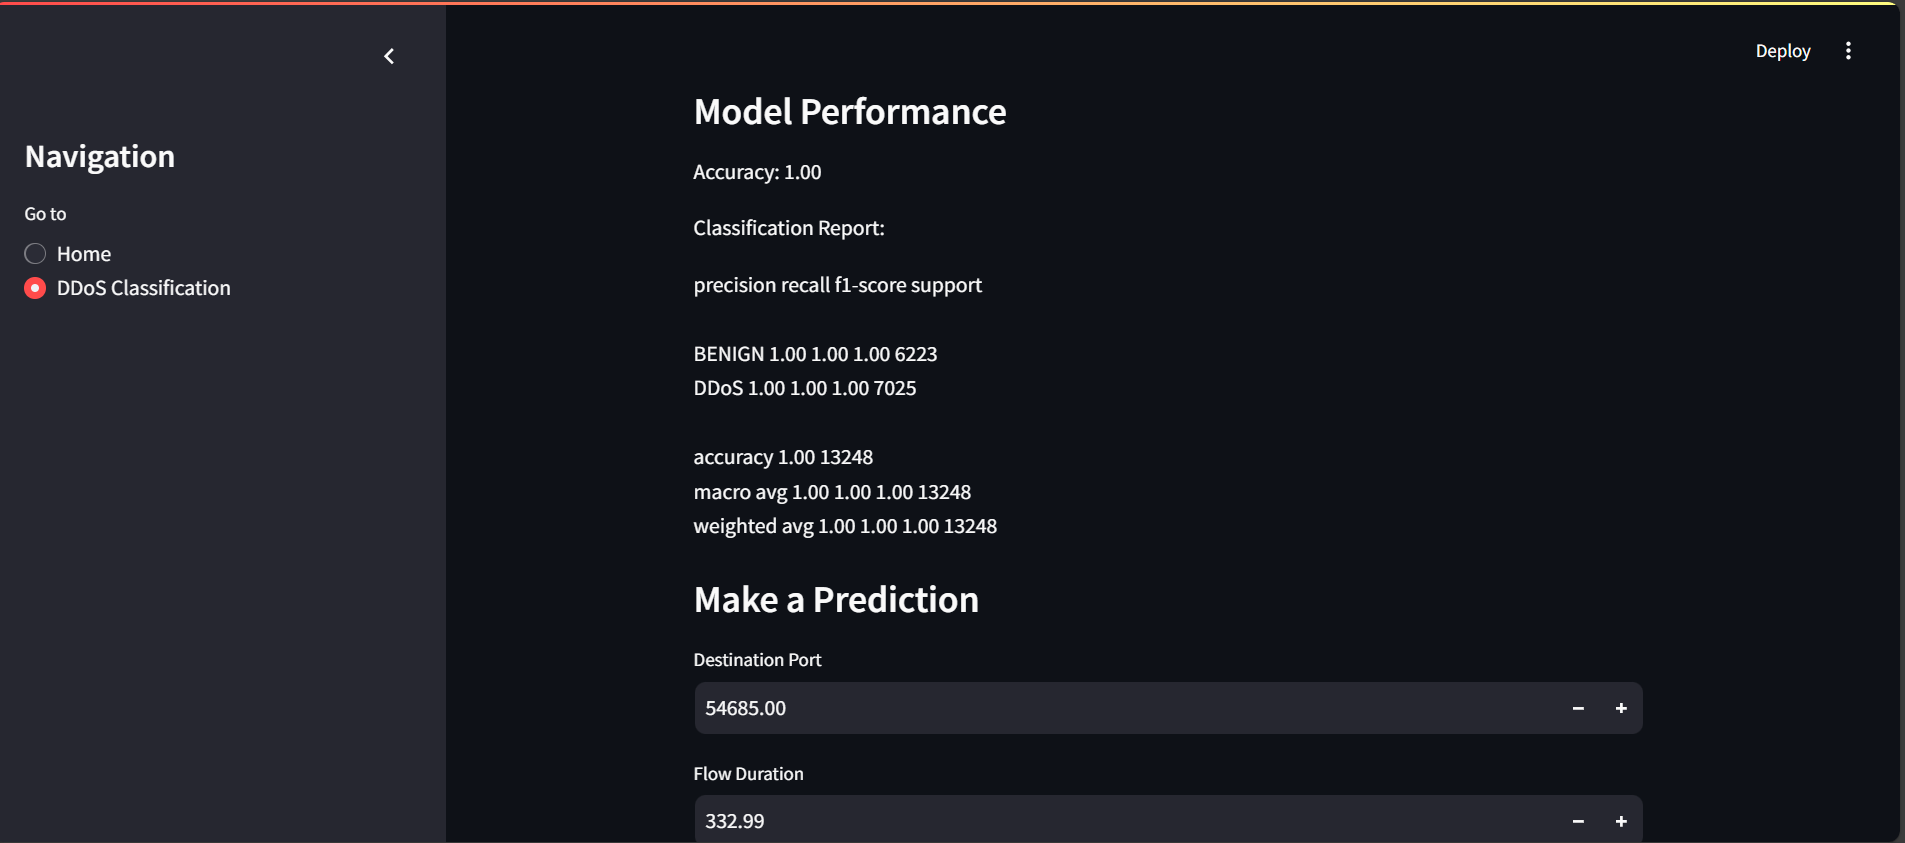 Deploy
Navigation
Go to
Home
DDoS Classification
Model Performance
Accuracy: 1.00
Classification Report:
precision recall f1-score support
BENIGN 1.00 1.00 1.00 6223
DDoS 1.00 1.00 1.00 7025
accuracy 1.00 13248
macro avg 1.00 1.00 1.00 13248
weighted avg 1.00 1.00 1.00 13248
Make a Prediction
Destination Port
54685.00
Flow Duration
332.99